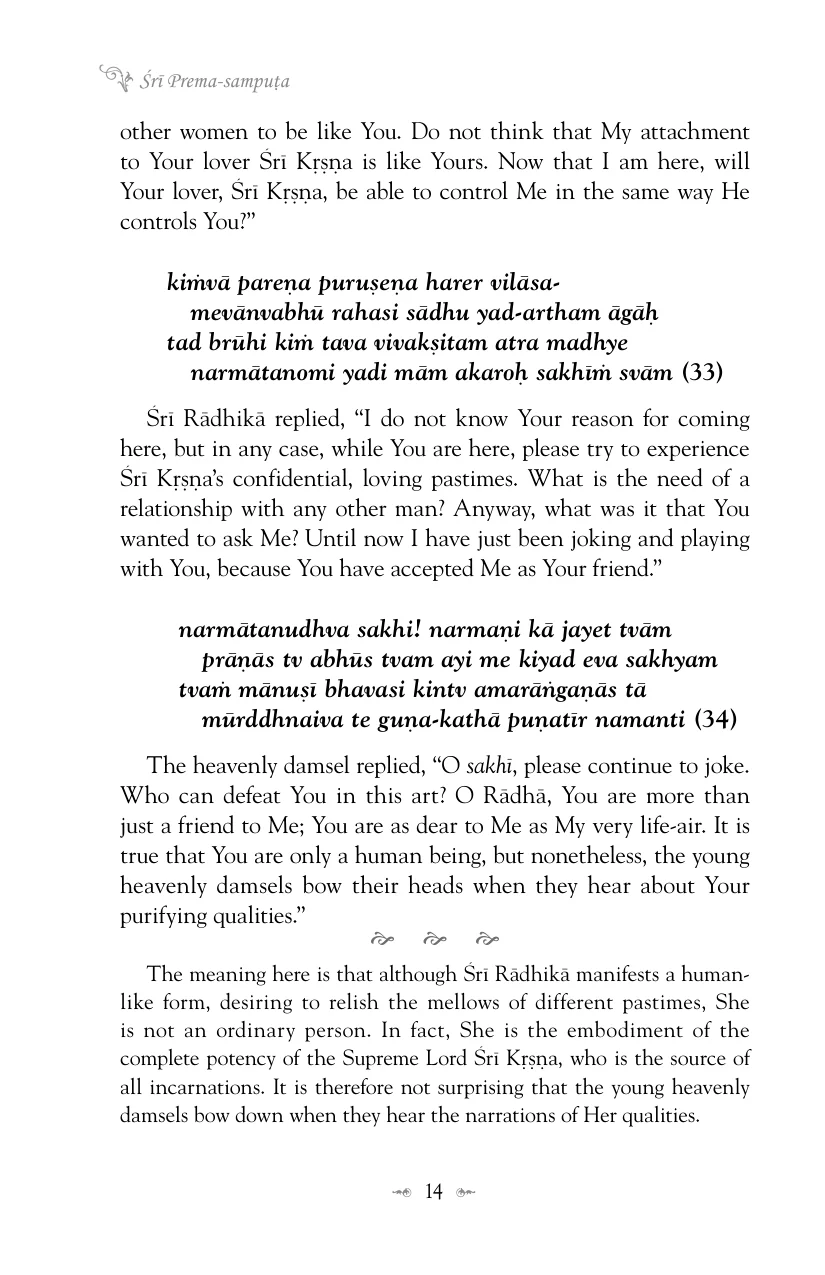 Śrī Prema-sampuṭa
other women to be like You. Do not think that My attachment
to Your lover Śrī Kṛṣṇa is like Yours. Now that I am here, will
Your lover, Śrī Kṛṣṇa, be able to control Me in the same way He
controls You?”
kiṁvā pareṇa puruṣeṇa harer vilāsa-
mevānvabhū rahasi sādhu yad-artham āgāḥ
tad brūhi kiṁ tava vivakṣitam atra madhye
narmātanomi yadi mām akaroḥ sakhīṁ svām (33)
Śrī Rādhikā replied, “I do not know Your reason for coming
here, but in any case, while You are here, please try to experience
Śrī Kṛṣṇa’s confidential, loving pastimes. What is the need of a
relationship with any other man? Anyway, what was it that You
wanted to ask Me? Until now I have just been joking and playing
with You, because You have accepted Me as Your friend.”
narmātanudhva sakhi! narmaṇi kā jayet tvām
prāṇās tv abhūs tvam ayi me kiyad eva sakhyam
tvaṁ mānuṣī bhavasi kintv amarāṅgaṇās tā
mūrddhnaiva te guṇa-kathā puṇatīr namanti (34)
The heavenly damsel replied, “O sakhī, please continue to joke.
Who can defeat You in this art? O Rādhā, You are more than
just a friend to Me; You are as dear to Me as My very life-air. It is
true that You are only a human being, but nonetheless, the young
heavenly damsels bow their heads when they hear about Your
purifying qualities.”
The meaning here is that although Śrī Rādhikā manifests a human-
like form, desiring to relish the mellows of different pastimes, She
is not an ordinary person. In fact, She is the embodiment of the
complete potency of the Supreme Lord Śrī Kṛṣṇa, who is the source of
all incarnations. It is therefore not surprising that the young heavenly
damsels bow down when they hear the narrations of Her qualities.
14